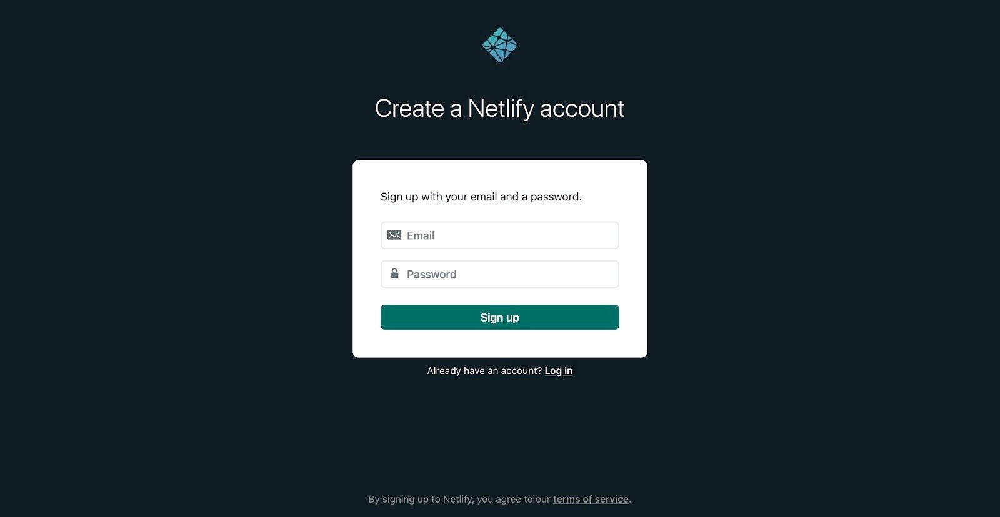 Create a Netlify account
Sign up with your email and a password.
Email
Password
Sign up
Already have an account? Log in
By signing up to Netlify, you agree to our terms of service.